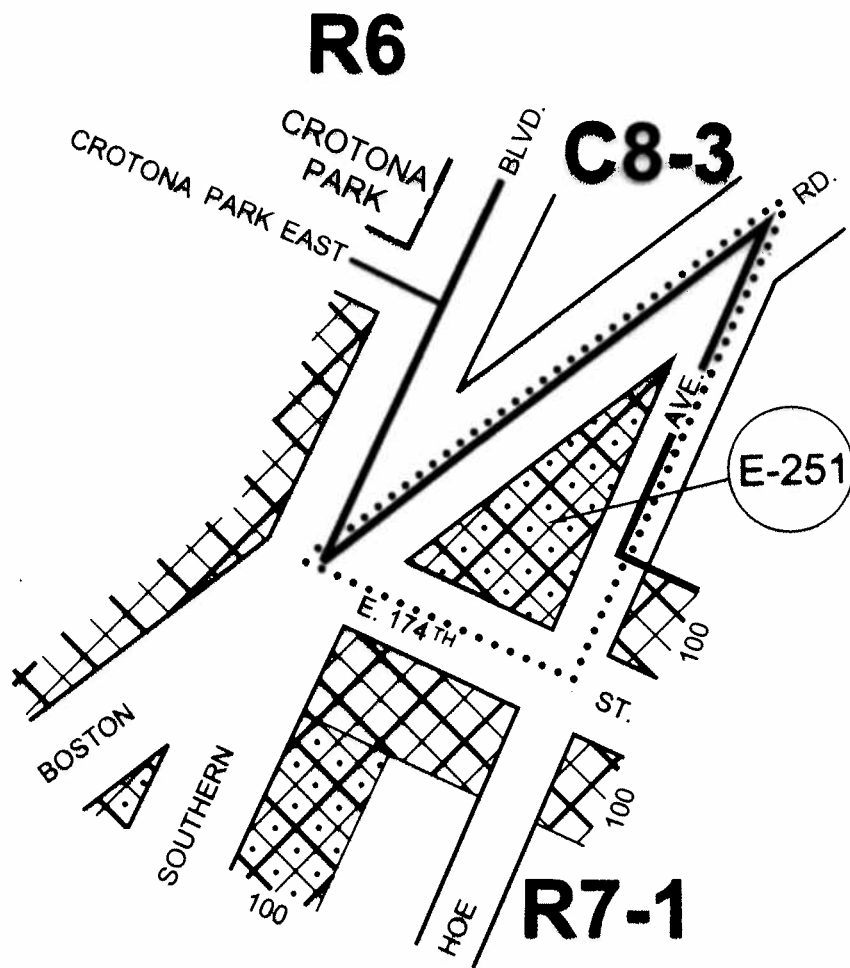 R6
CROTONA
PARK
CROTONA PARK EAST
BLVD.
C8-3
RD.
AVE.
E-251
E. 174TH
ST.
100
BOSTON
SOUTHERN
100
100
HOE
R7-1